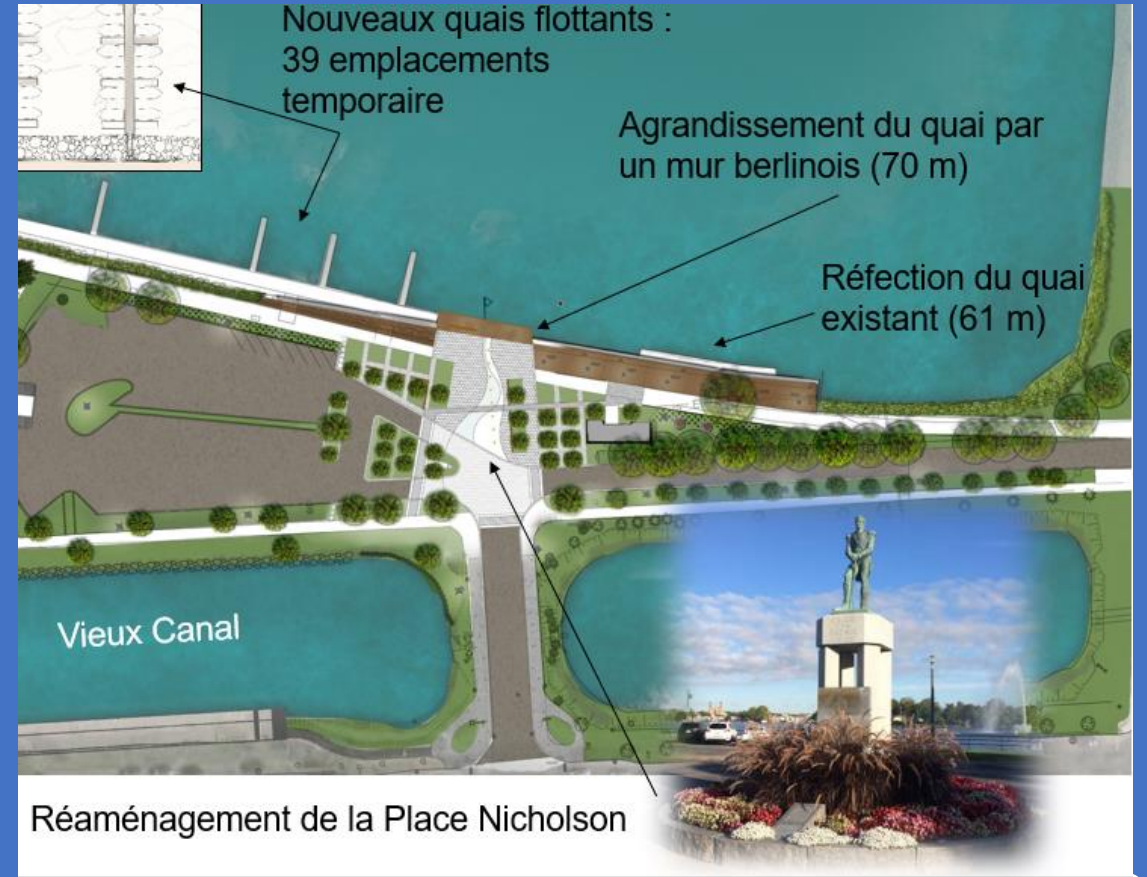 Nouveaux quais flottants :
39 emplacements
temporaire
Agrandissement du quai par
un mur berlinois (70 m)
Réfection du quai
existant (61 m)
Vieux Canal
Réaménagement de la Place Nicholson